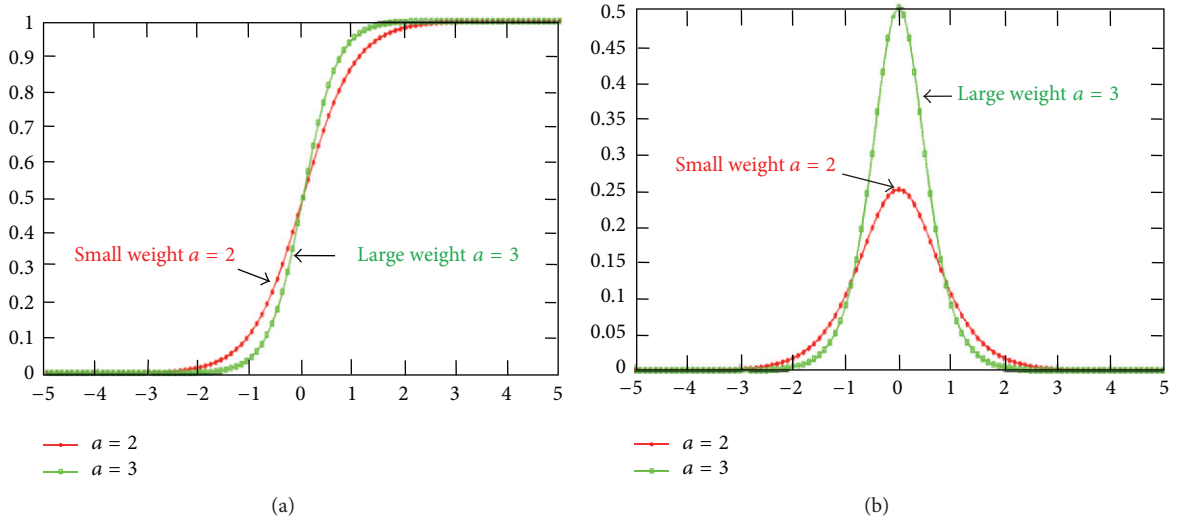 1
0.9
0.8
0.7
0.6
0.5
0.4
0.3
0.2
0.1
0
−5 −4 −3 −2 −1 0 1 2 3 4 5
Small weight a = 2
Large weight a = 3
a = 2
a = 3
(a)
0.5
0.45
0.4
0.35
0.3
0.25
0.2
0.15
0.1
0.05
0
−5 −4 −3 −2 −1 0 1 2 3 4 5
Large weight a = 3
Small weight a = 2
a = 2
a = 3
(b)